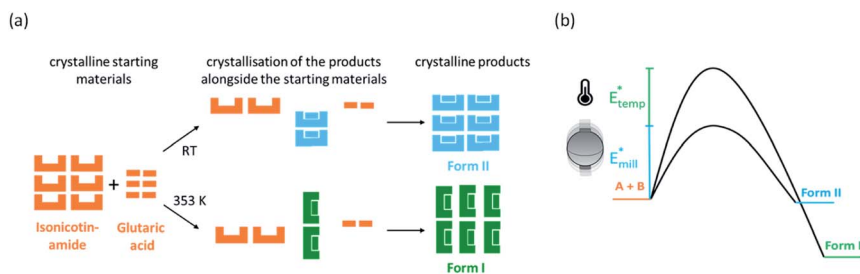 (a)
crystalline starting
materials
crystallisation of the products
alongside the starting materials
crystalline products
RT
Form II
353 K
Isonicotin-
amide
+
Glutaric
acid
Form I
(b)
E*temp
E*mill
A + B
Form II
Form I